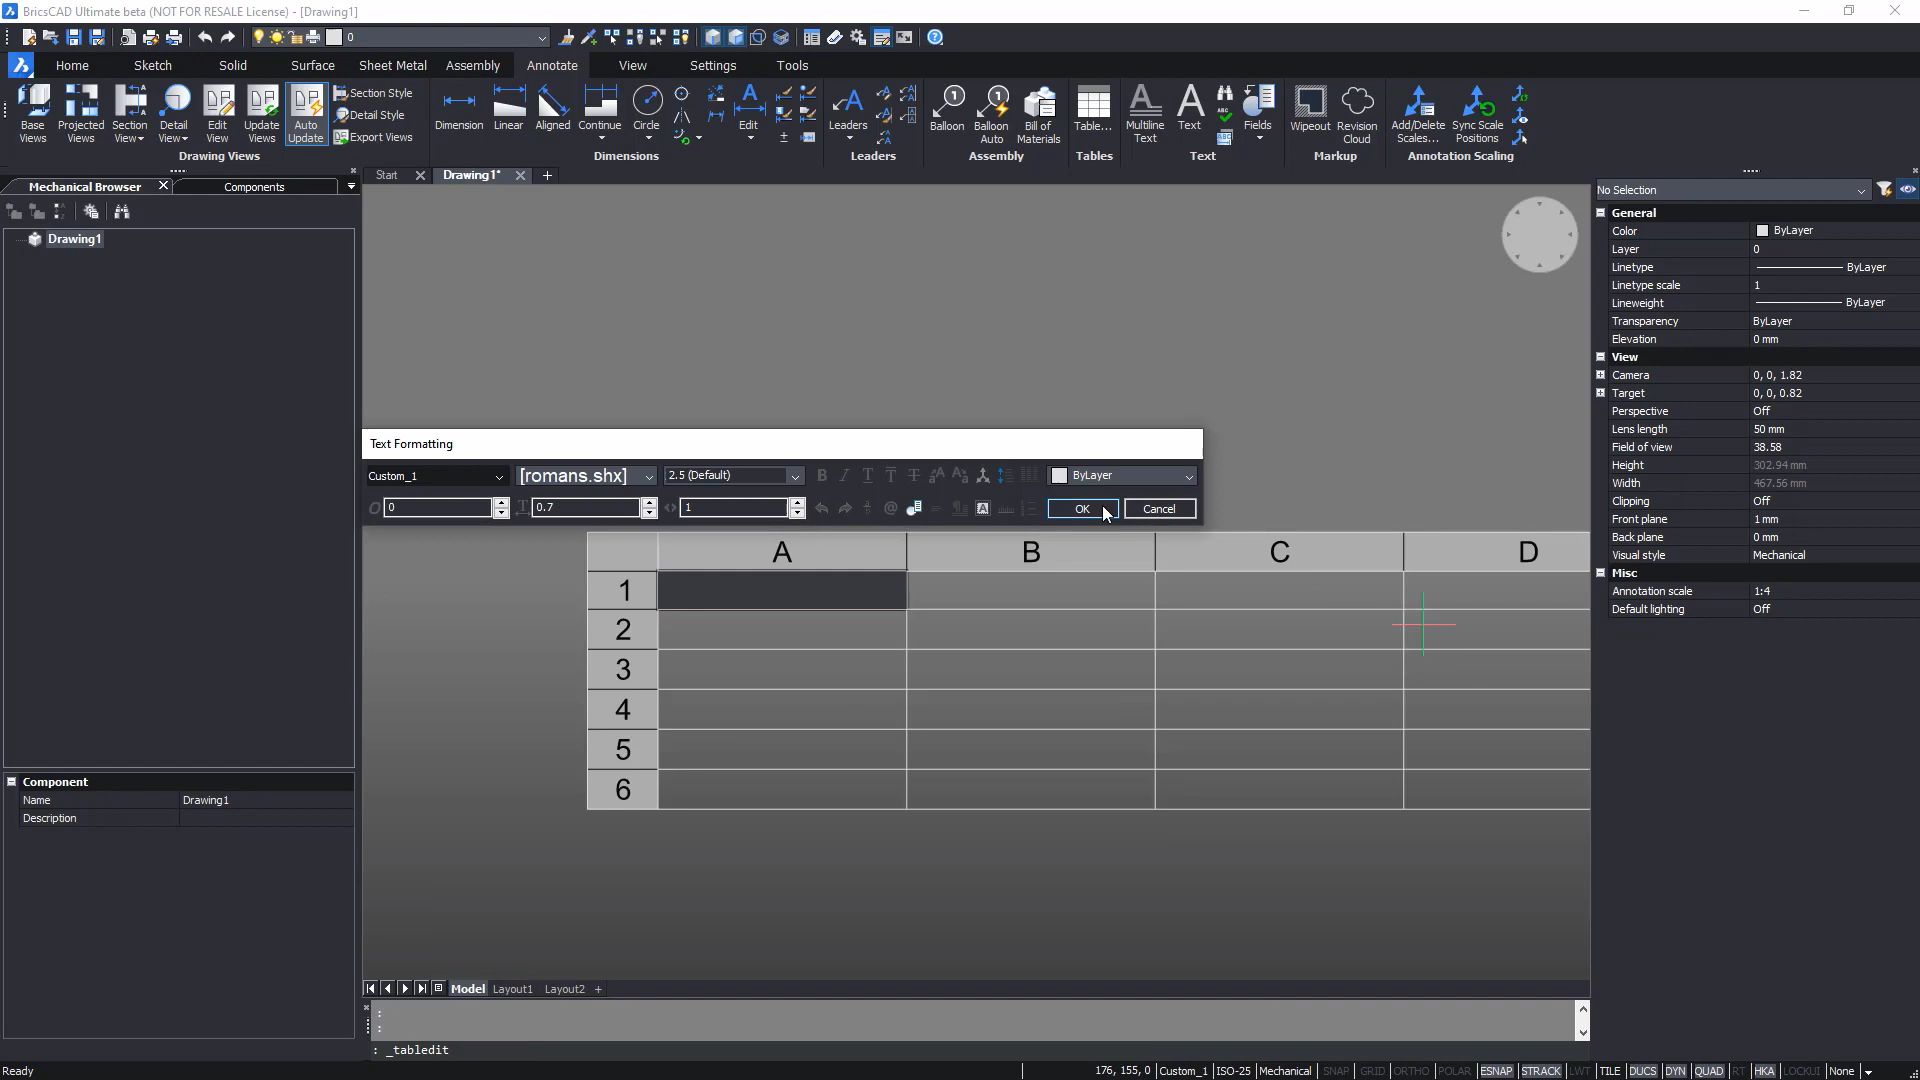 BricsCAD Ultimate beta (NOT FOR RESALE License) - [Drawing1]
0
Home Sketch Solid Surface Sheet Metal Assembly Annotate View Settings Tools
Base Views
Projected Views
Section View
Detail View
Edit View
Update Views
Auto Update
Section Style
Detail Style
Export Views
Dimension
Linear
Aligned
Continue
Circle
Edit
Leaders
Balloon
Balloon Auto
Bill of Materials
Table...
Multiline Text
Text
Fields
Wipeout
Revision Cloud
Add/Delete Scales...
Sync Scale Positions
Drawing Views Dimensions Leaders Assembly Tables Text Markup Annotation Scaling
Mechanical Browser Components
Drawing1
Component
Name Drawing1
Description
Start Drawing1*
Text Formatting
Custom_1 [romans.shx] 2.5 (Default) B I T T T ByLayer
0 0.7 1 @ OK Cancel
A B C D
1
2
3
4
5
6
Model Layout1 Layout2 +
:
:
: _tabledit
No Selection
General
Color ByLayer
Layer 0
Linetype ByLayer
Linetype scale 1
Lineweight ByLayer
Transparency ByLayer
Elevation 0 mm
View
Camera 0, 0, 1.82
Target 0, 0, 0.82
Perspective Off
Lens length 50 mm
Field of view 38.58
Height 302.94 mm
Width 467.56 mm
Clipping Off
Front plane 1 mm
Back plane 0 mm
Visual style Mechanical
Misc
Annotation scale 1:4
Default lighting Off
Ready 176, 155, 0 Custom_1 ISO-25 Mechanical SNAP GRID ORTHO POLAR ESNAP STRACK LWT TILE DUCS DYN QUAD RT HKA LOCKUI None